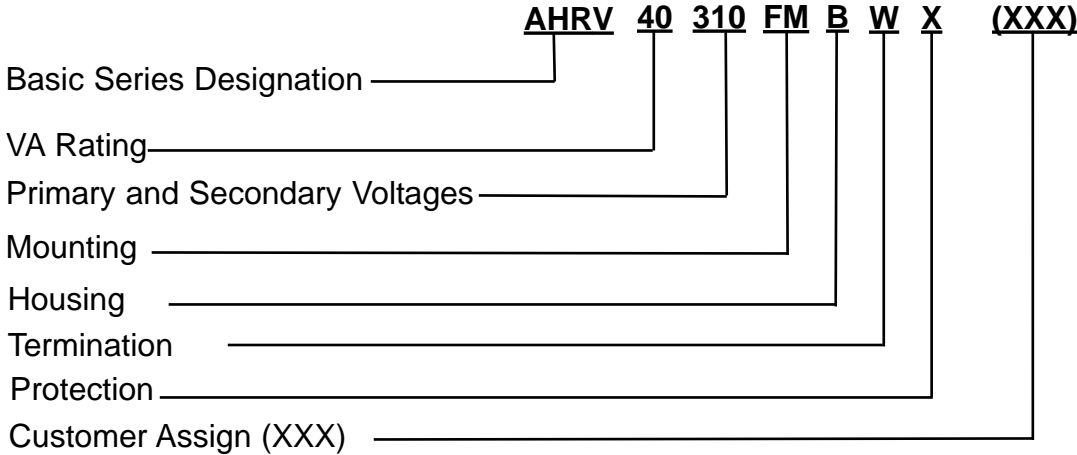 AHRV 40 310 FM B W X (XXX)
Basic Series Designation
VA Rating
Primary and Secondary Voltages
Mounting
Housing
Termination
Protection
Customer Assign (XXX)